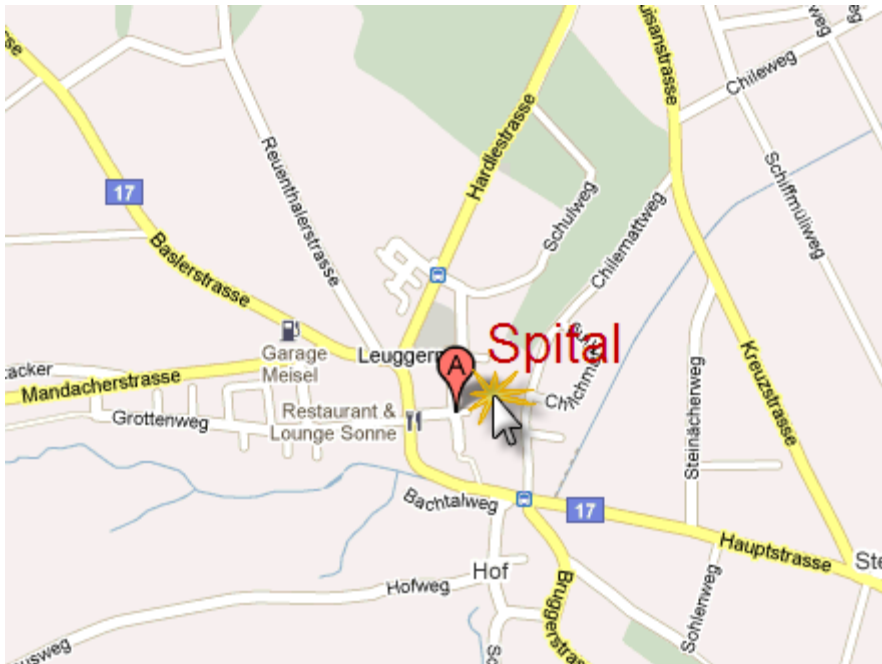 Chileweg
Reuenthalerstrasse
Hardlestrasse
Schiffmüliweg
17
Schulweg
Chilemattweg
Baslerstrasse
Spital
Garage
Meisel
Leuggern
A
Kreuzstrasse
Mandacherstrasse
Steinächerweg
Grottenweg
Restaurant &
Lounge Sonne
Bachtalweg
17
Hauptstrasse
Hof
Hofweg
Bruggerstrasse
Sohlenweg